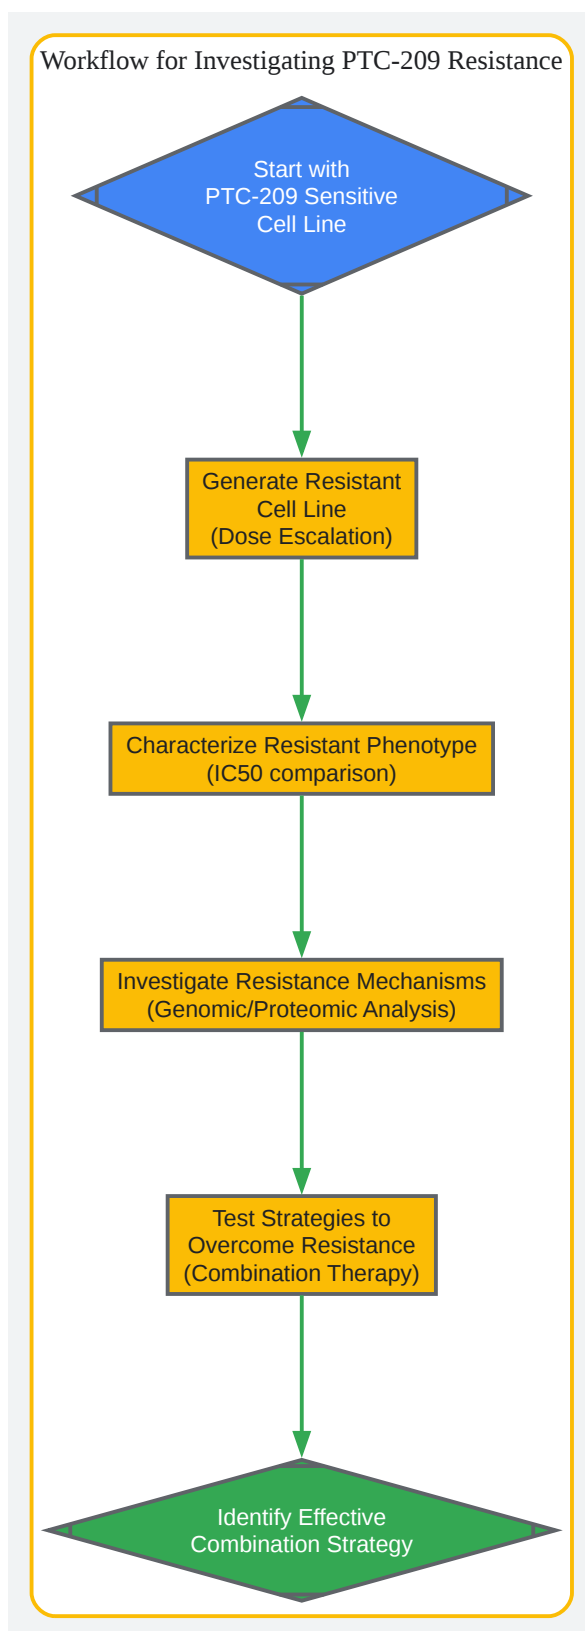 Workflow for Investigating PTC-209 Resistance
Start with
PTC-209 Sensitive
Cell Line
Generate Resistant
Cell Line
(Dose Escalation)
Characterize Resistant Phenotype
(IC50 comparison)
Investigate Resistance Mechanisms
(Genomic/Proteomic Analysis)
Test Strategies to
Overcome Resistance
(Combination Therapy)
Identify Effective
Combination Strategy